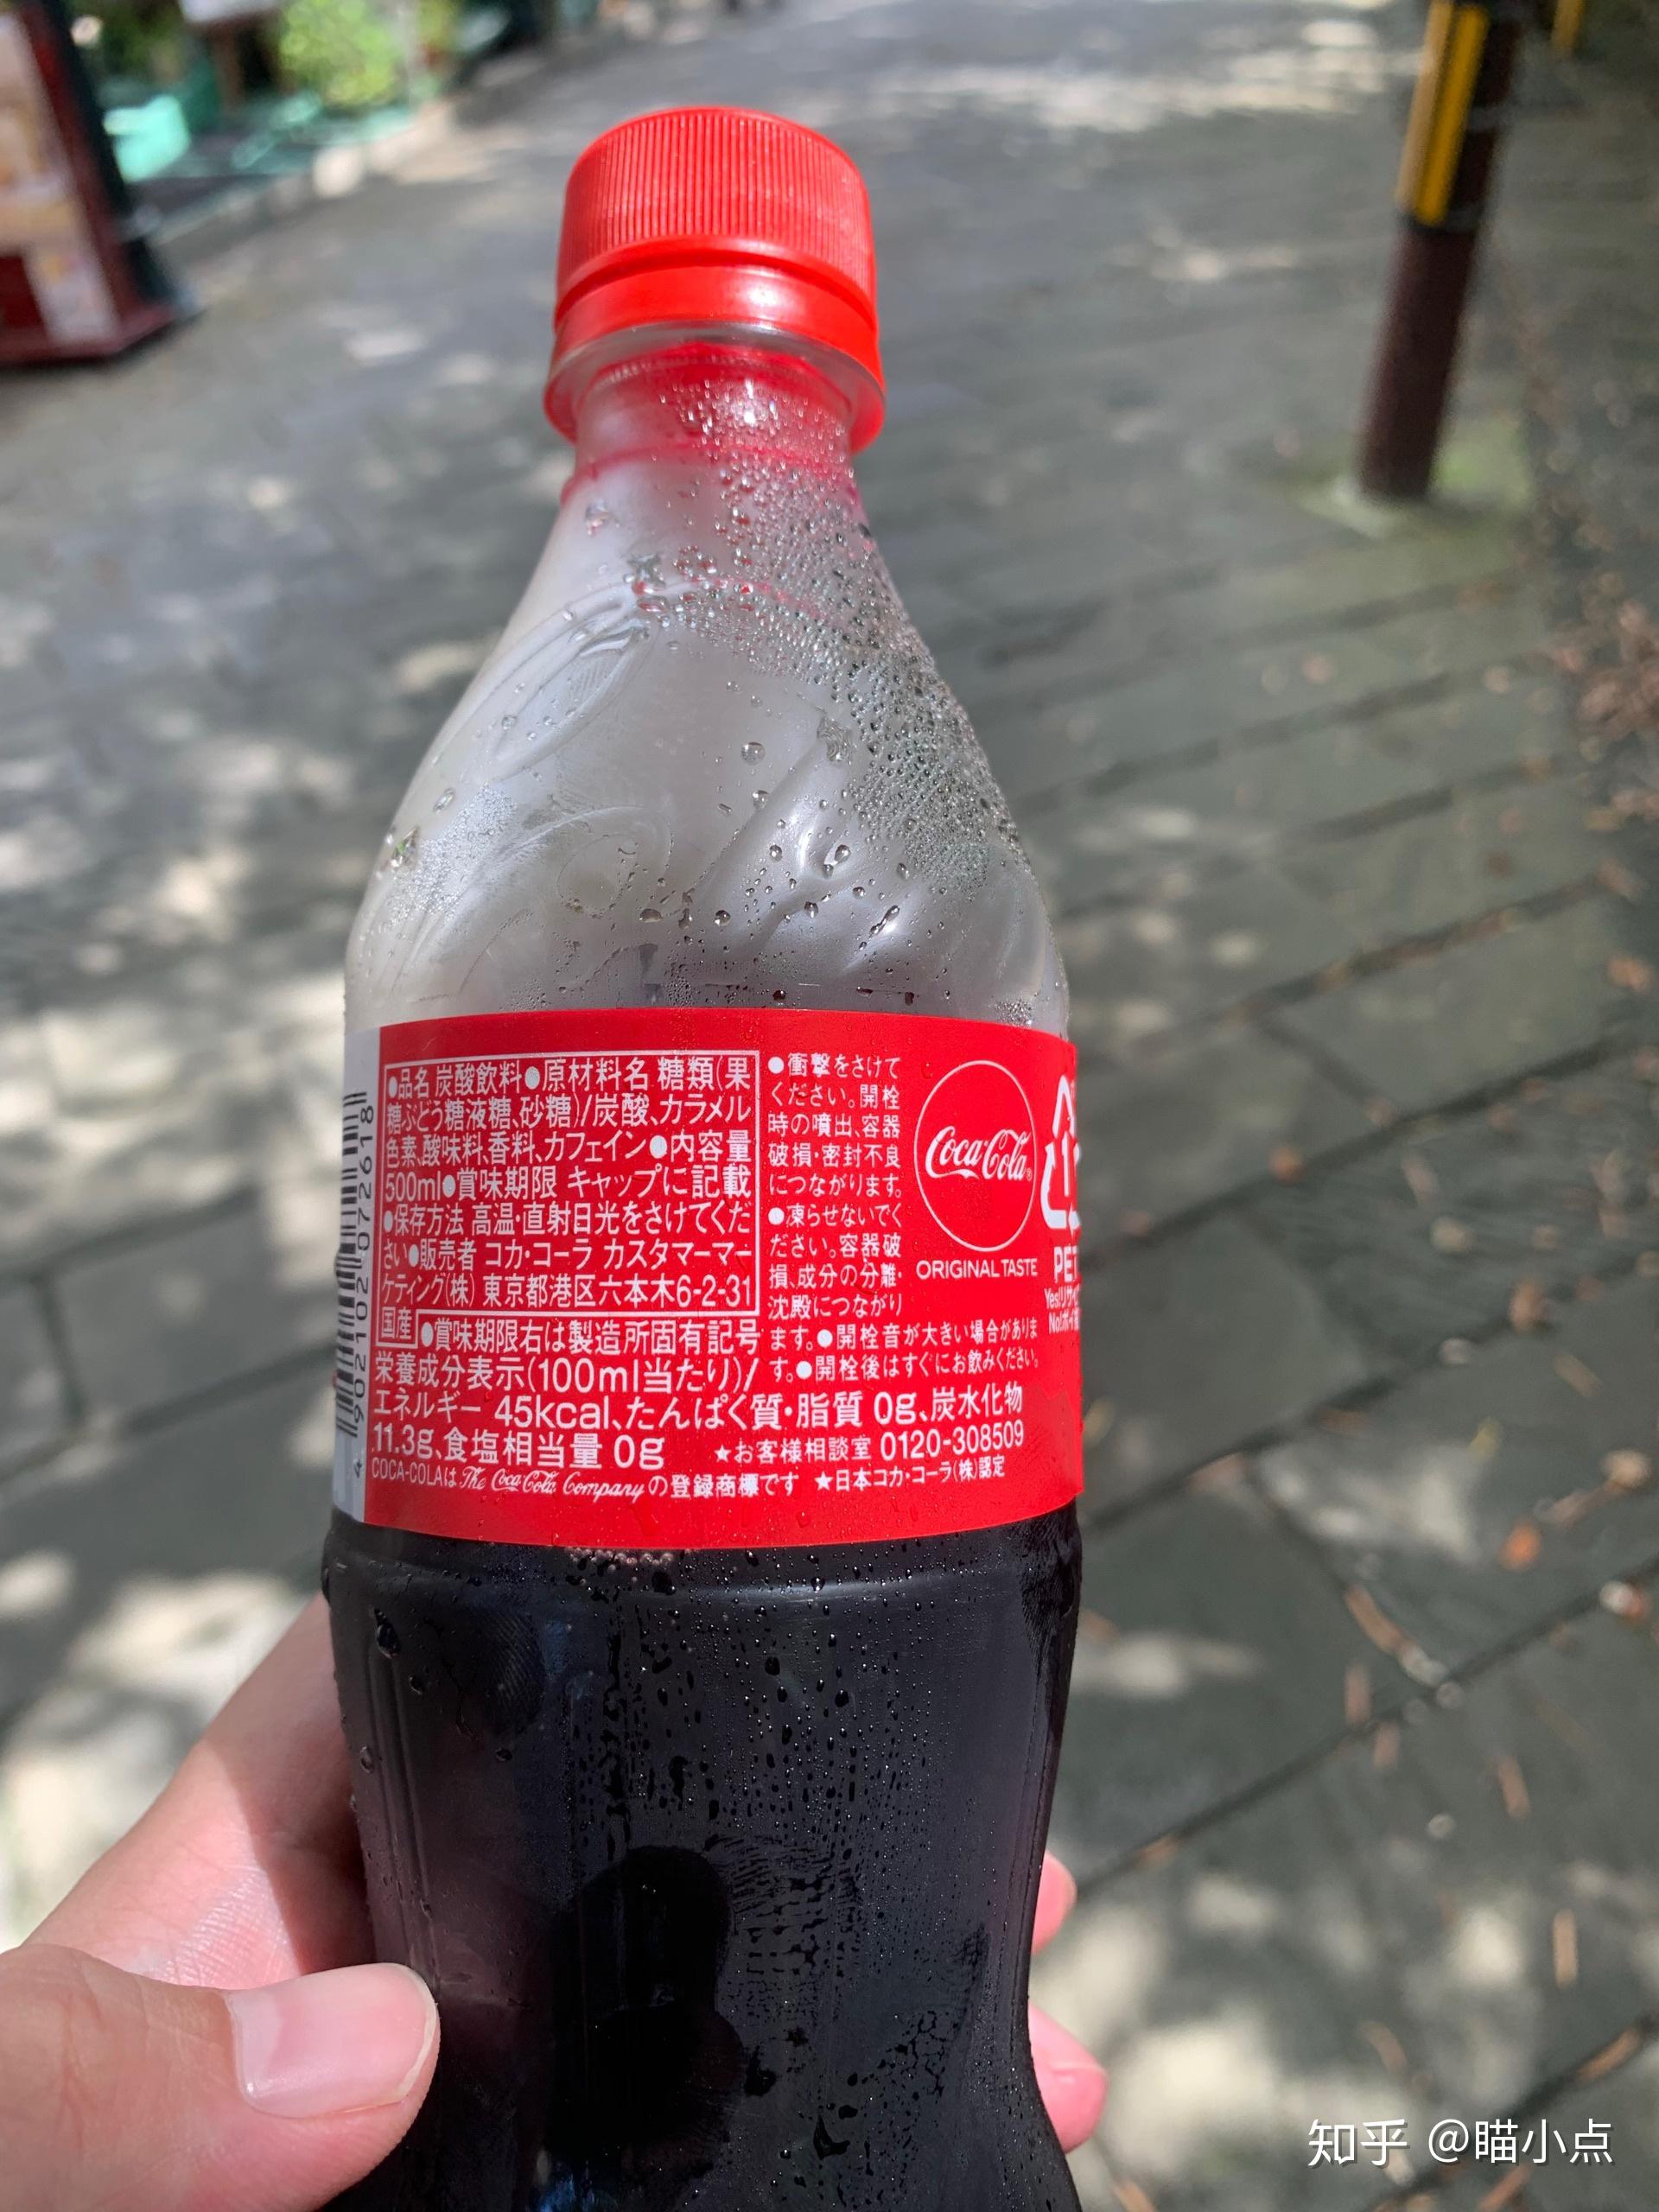 ●品名 炭酸飲料●原材料名 糖類(果
糖ぶどう糖液糖、砂糖)/炭酸、カラメル
色素、酸味料、香料、カフェイン●内容量
500ml●賞味期限 キャップに記載
●保存方法 高温・直射日光をさけてくだ
さい●販売者 コカ・コーラ カスタマーマー
ケティング(株) 東京都港区六本木6-2-31
国産
●賞味期限右は製造所固有記号
栄養成分表示(100ml当たり)/
エネルギー 45kcal、たんぱく質・脂質 0g、炭水化物
11.3g、食塩相当量 0g
★お客様相談室 0120-308509
COCA-COLAは The Coca-Cola Company の登録商標です ★日本コカ・コーラ(株)認定
●衝撃をさけて
ください。開栓
時の噴出、容器
破損・密封不良
につながります。
●凍らせないでく
ださい。容器破
損、成分の分離・
沈殿につながり
ます。●開栓音が大きい場合がありま
す。●開栓後はすぐにお飲みください。
Coca-Cola®
ORIGINAL TASTE
1
PET
4 902102 072618
知乎 @瞄小点